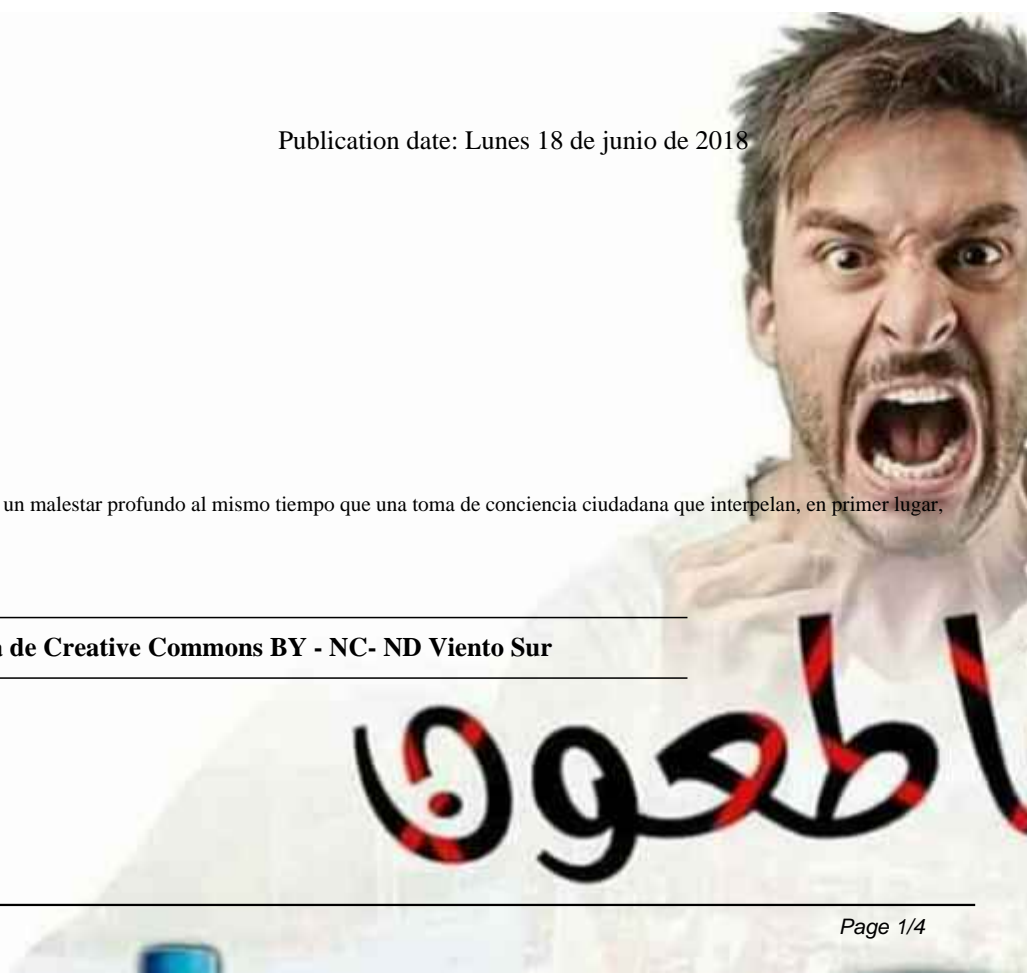 Publication date: Lunes 18 de junio de 2018
un malestar profundo al mismo tiempo que una toma de conciencia ciudadana que interpelan, en primer lugar,
de Creative Commons BY - NC- ND Viento Sur
اطعون
Page 1/4